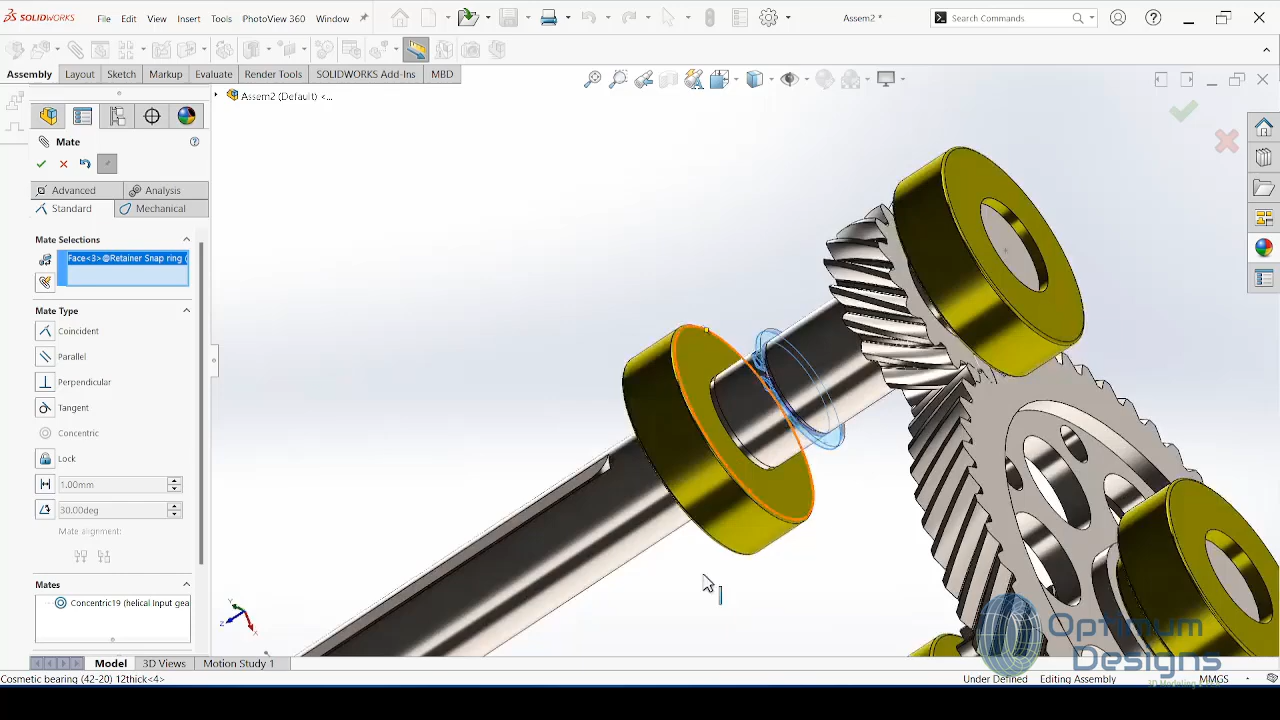 SOLIDWORKS File Edit View Insert Tools PhotoView 360 Window Assem2 * Search Commands
Assembly Layout Sketch Markup Evaluate Render Tools SOLIDWORKS Add-Ins MBD
Assem2 (Default) <...
Mate
Advanced Analysis
Standard Mechanical
Mate Selections
Face<3>@Retainer Snap ring (
Mate Type
Coincident
Parallel
Perpendicular
Tangent
Concentric
Lock
1.00mm
30.00deg
Mate alignment:
Mates
Concentric19 (helical Input gea
Y
Z
X
Optimum
Designs
Model 3D Views Motion Study 1
Cosmetic bearing (42-20) 12thick<4> Under Defined Editing Assembly MMGS